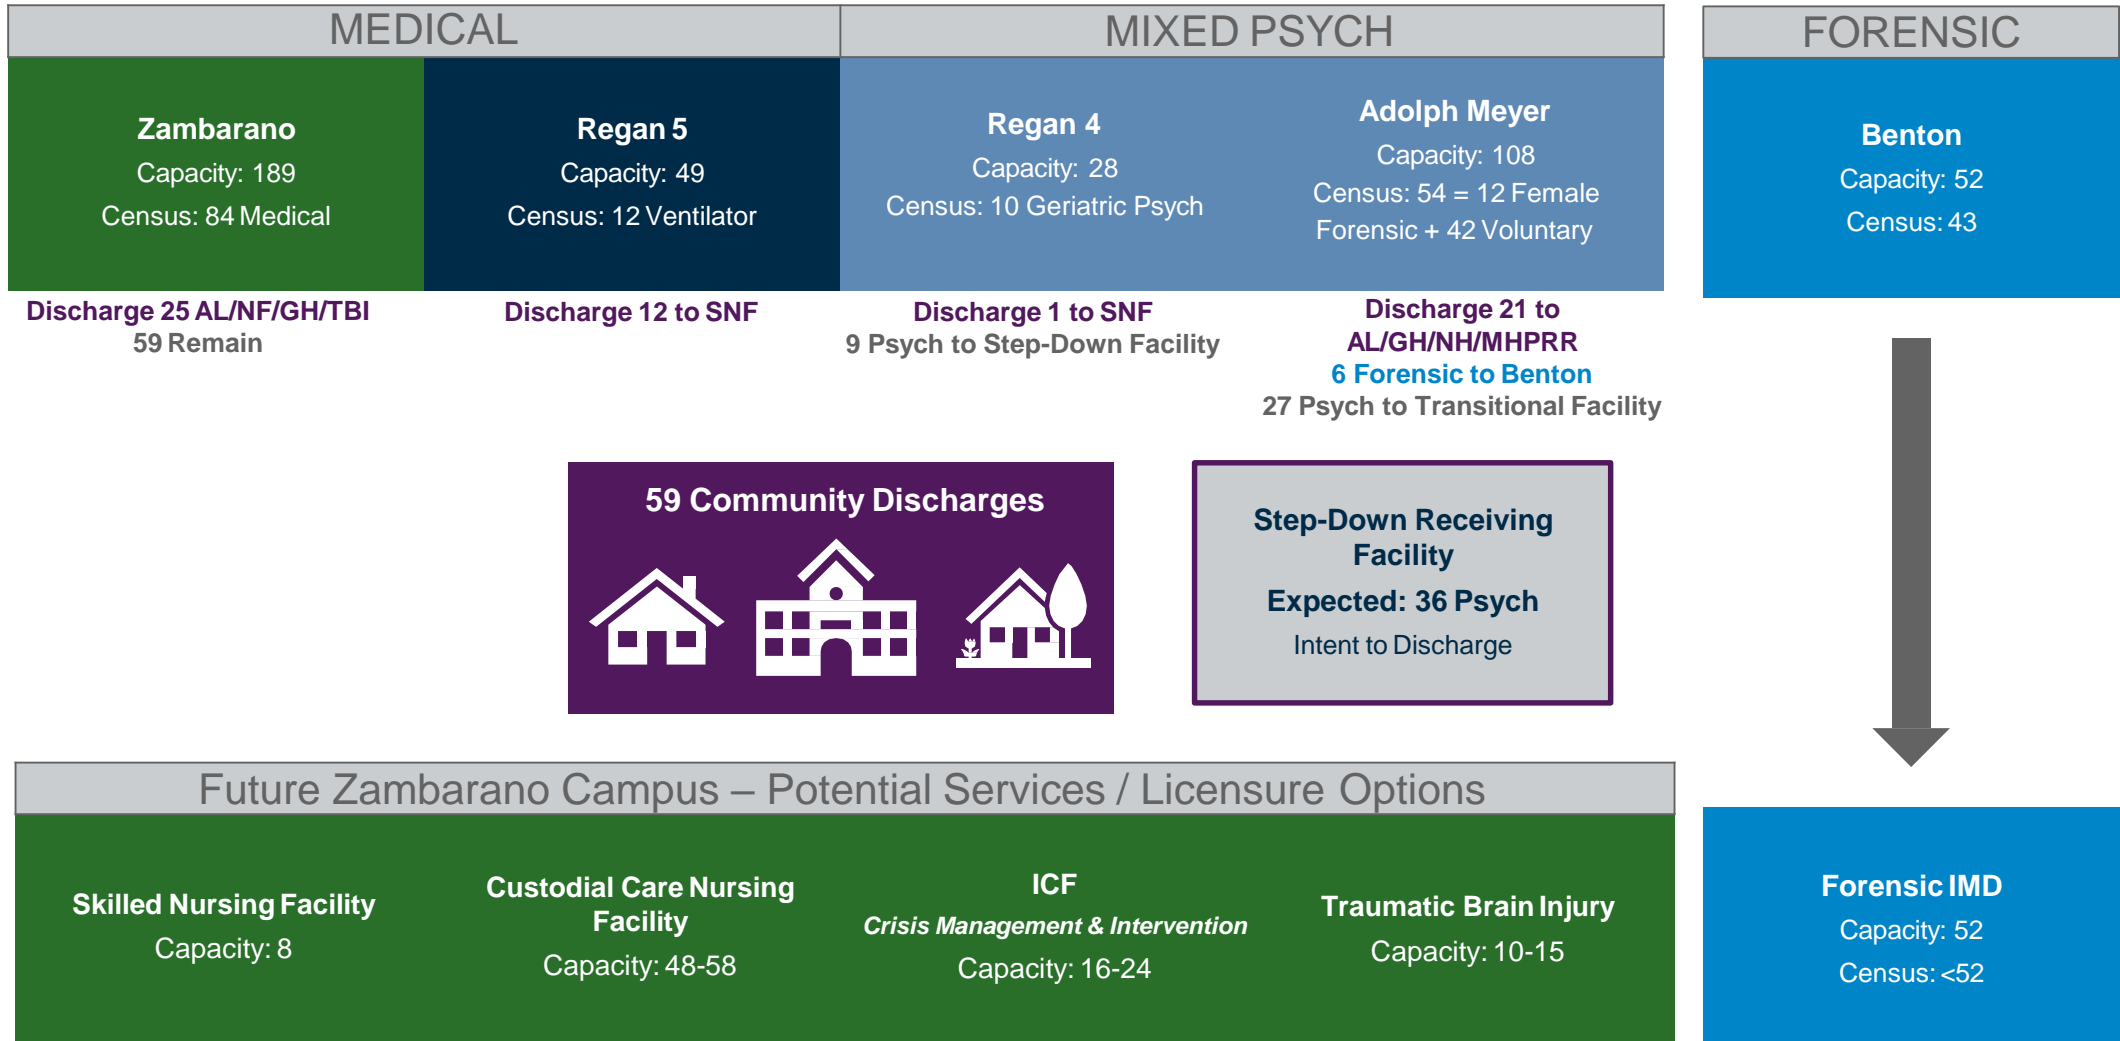 MEDICAL
MIXED PSYCH
FORENSIC
Zambarano
Capacity: 189
Census: 84 Medical
Regan 5
Capacity: 49
Census: 12 Ventilator
Regan 4
Capacity: 28
Census: 10 Geriatric Psych
Adolph Meyer
Capacity: 108
Census: 54 = 12 Female
Forensic + 42 Voluntary
Benton
Capacity: 52
Census: 43
Discharge 25 AL/NF/GH/TBI
59 Remain
Discharge 12 to SNF
Discharge 1 to SNF
9 Psych to Step-Down Facility
Discharge 21 to
AL/GH/NH/MHPRR
6 Forensic to Benton
27 Psych to Transitional Facility
59 Community Discharges
Step-Down Receiving
Facility
Expected: 36 Psych
Intent to Discharge
Future Zambarano Campus – Potential Services / Licensure Options
Skilled Nursing Facility
Capacity: 8
Custodial Care Nursing
Facility
Capacity: 48-58
ICF
Crisis Management & Intervention
Capacity: 16-24
Traumatic Brain Injury
Capacity: 10-15
Forensic IMD
Capacity: 52
Census: <52